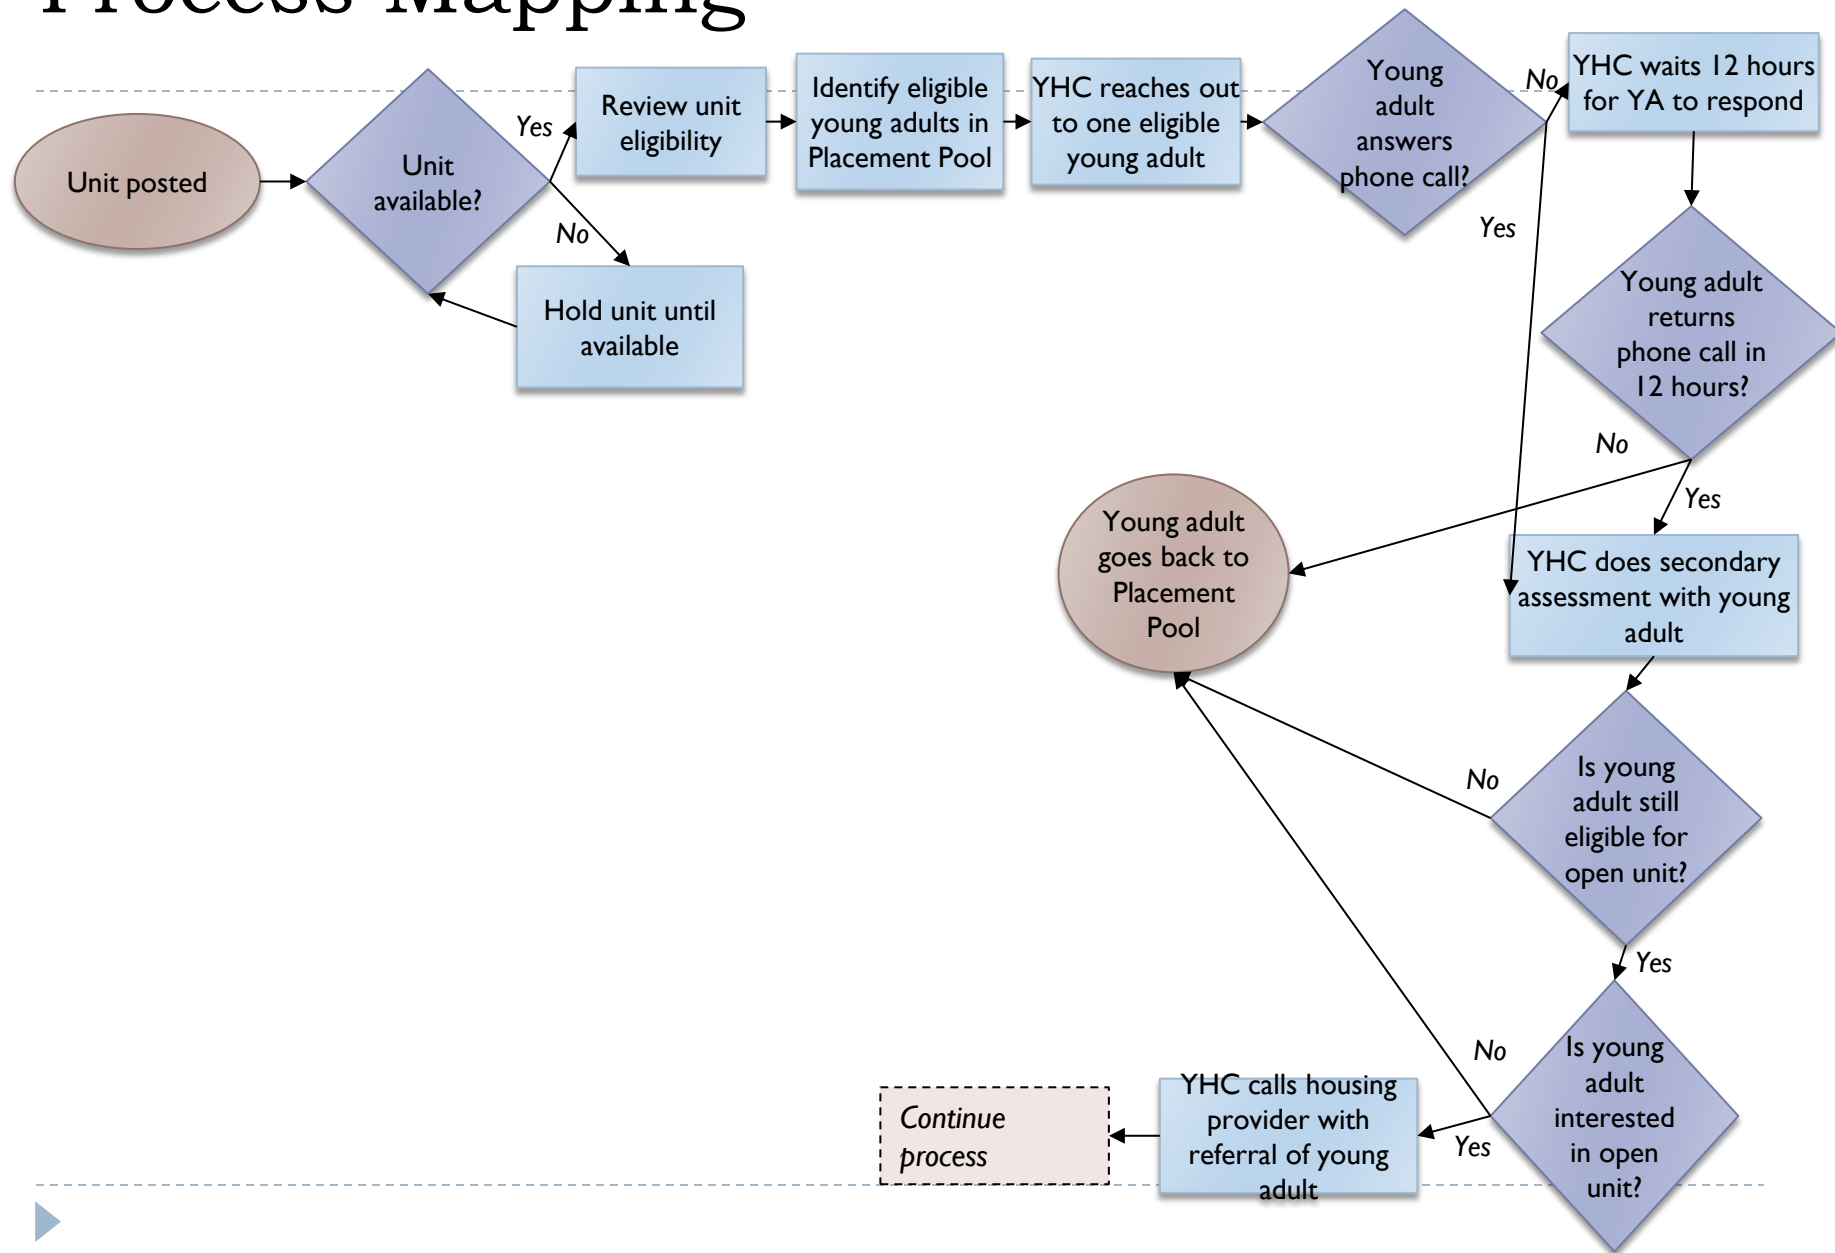 Process Mapping
Unit posted
Unit
available?
Yes
No
Hold unit until
available
Review unit
eligibility
Identify eligible
young adults in
Placement Pool
YHC reaches out
to one eligible
young adult
Young
adult
answers
phone call?
No
Yes
YHC waits 12 hours
for YA to respond
Young adult
returns
phone call in
12 hours?
No
Yes
Young adult
goes back to
Placement
Pool
YHC does secondary
assessment with young
adult
Is young
adult still
eligible for
open unit?
No
Yes
Is young
adult
interested
in open
unit?
No
Yes
YHC calls housing
provider with
referral of young
adult
Continue
process